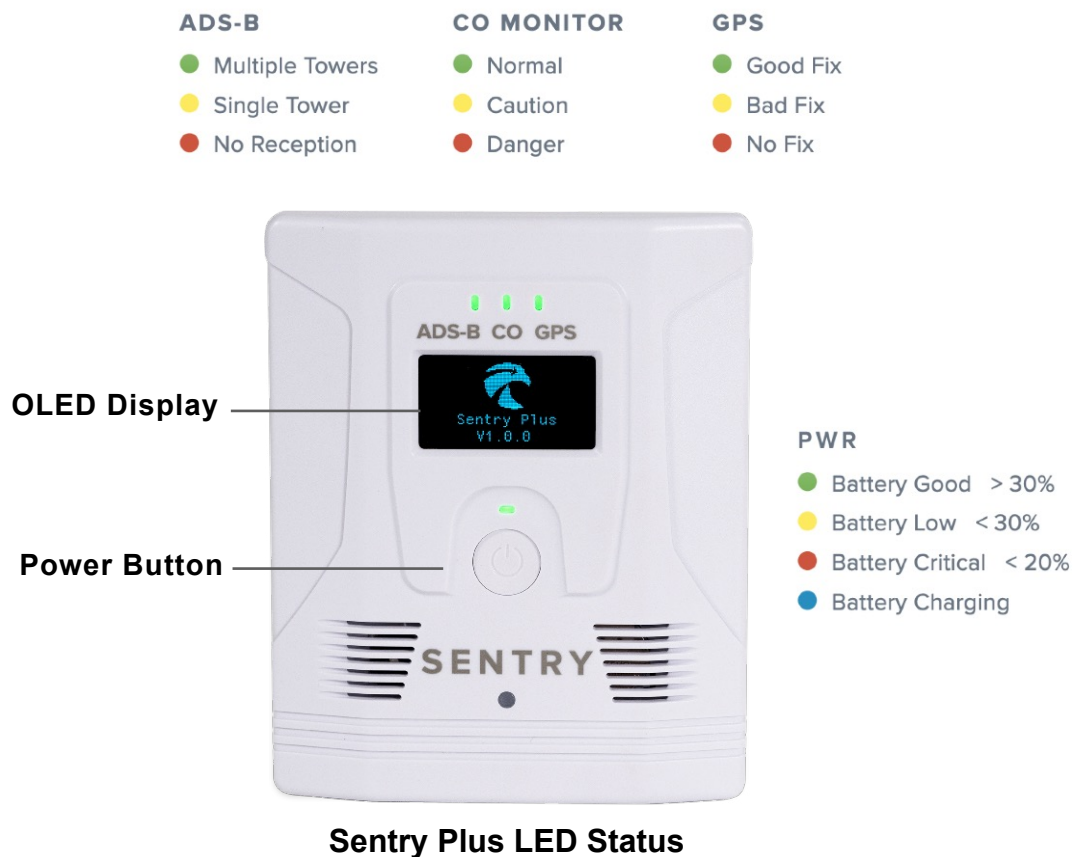 ADS-B
Multiple Towers
Single Tower
No Reception
CO MONITOR
Normal
Caution
Danger
GPS
Good Fix
Bad Fix
No Fix
ADS-B CO GPS
OLED Display
Sentry Plus
V1.0.0
PWR
Battery Good > 30%
Battery Low < 30%
Battery Critical < 20%
Battery Charging
Power Button
SENTRY
Sentry Plus LED Status